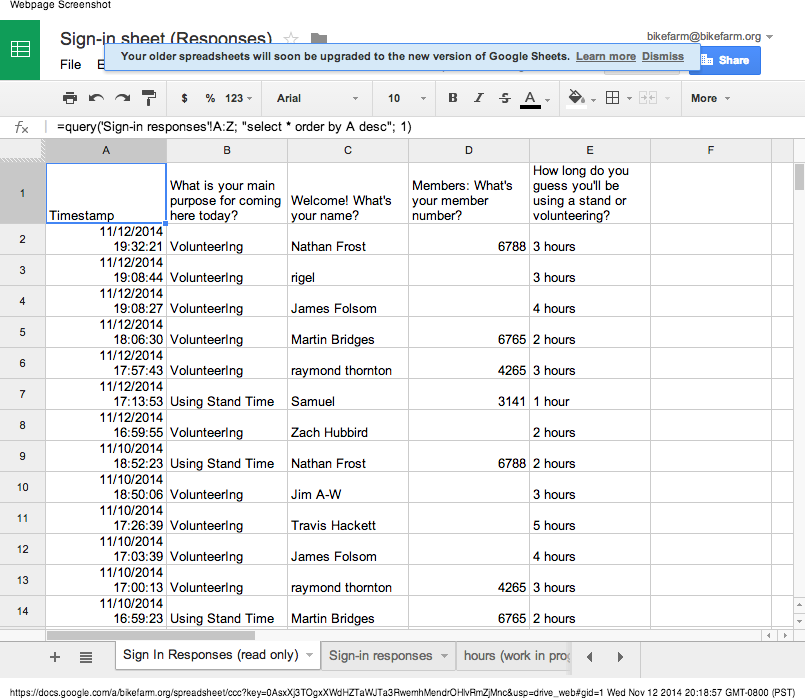 Webpage Screenshot
Sign-in sheet (Responses)
bikefarm@bikefarm.org
Your older spreadsheets will soon be upgraded to the new version of Google Sheets. Learn more Dismiss
File E
Share
$ % 123 Arial 10 B I S A More
fx =query('Sign-in responses'!A:Z; "select * order by A desc"; 1)
A B C D E F
1 Timestamp What is your main purpose for coming here today? Welcome! What's your name? Members: What's your member number? How long do you guess you'll be using a stand or volunteering?
2 11/12/2014 19:32:21 VolunteerIng Nathan Frost 6788 3 hours
3 11/12/2014 19:08:44 VolunteerIng rigel 3 hours
4 11/12/2014 19:08:27 VolunteerIng James Folsom 4 hours
5 11/12/2014 18:06:30 VolunteerIng Martin Bridges 6765 2 hours
6 11/12/2014 17:57:43 VolunteerIng raymond thornton 4265 3 hours
7 11/12/2014 17:13:53 Using Stand Time Samuel 3141 1 hour
8 11/12/2014 16:59:55 VolunteerIng Zach Hubbird 2 hours
9 11/10/2014 18:52:23 Using Stand Time Nathan Frost 6788 2 hours
10 11/10/2014 18:50:06 VolunteerIng Jim A-W 3 hours
11 11/10/2014 17:26:39 VolunteerIng Travis Hackett 5 hours
12 11/10/2014 17:03:39 VolunteerIng James Folsom 4 hours
13 11/10/2014 17:00:13 VolunteerIng raymond thornton 4265 3 hours
14 11/10/2014 16:59:23 Using Stand Time Martin Bridges 6765 2 hours
+ Sign In Responses (read only) Sign-in responses hours (work in prog
https://docs.google.com/a/bikefarm.org/spreadsheet/ccc?key=0AsxXj3TOgxXWdHZTaWJTa3RwemhMendrOHlvRmZjMnc&usp=drive_web#gid=1 Wed Nov 12 2014 20:18:57 GMT-0800 (PST)